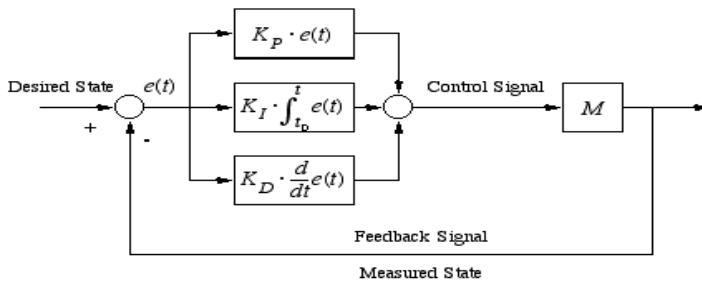 K_P · e(t)
Desired State
e(t)
Control Signal
K_I · ∫_{t_0}^{t} e(t)
M
+
-
K_D · d/dt e(t)
Feedback Signal
Measured State